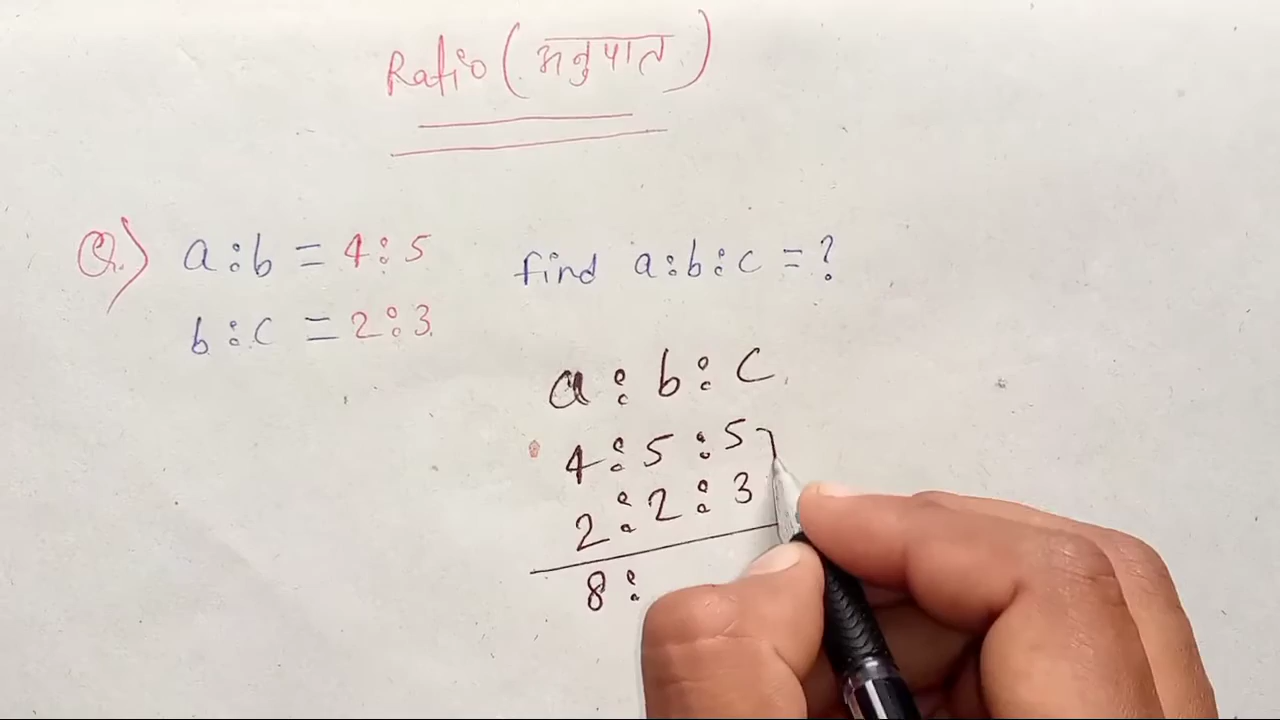 Ratio (अनुपात)
Q.) a:b = 4:5 find a:b:c = ?
b:c = 2:3
a:b:c
4:5:5
2:2:3
8: